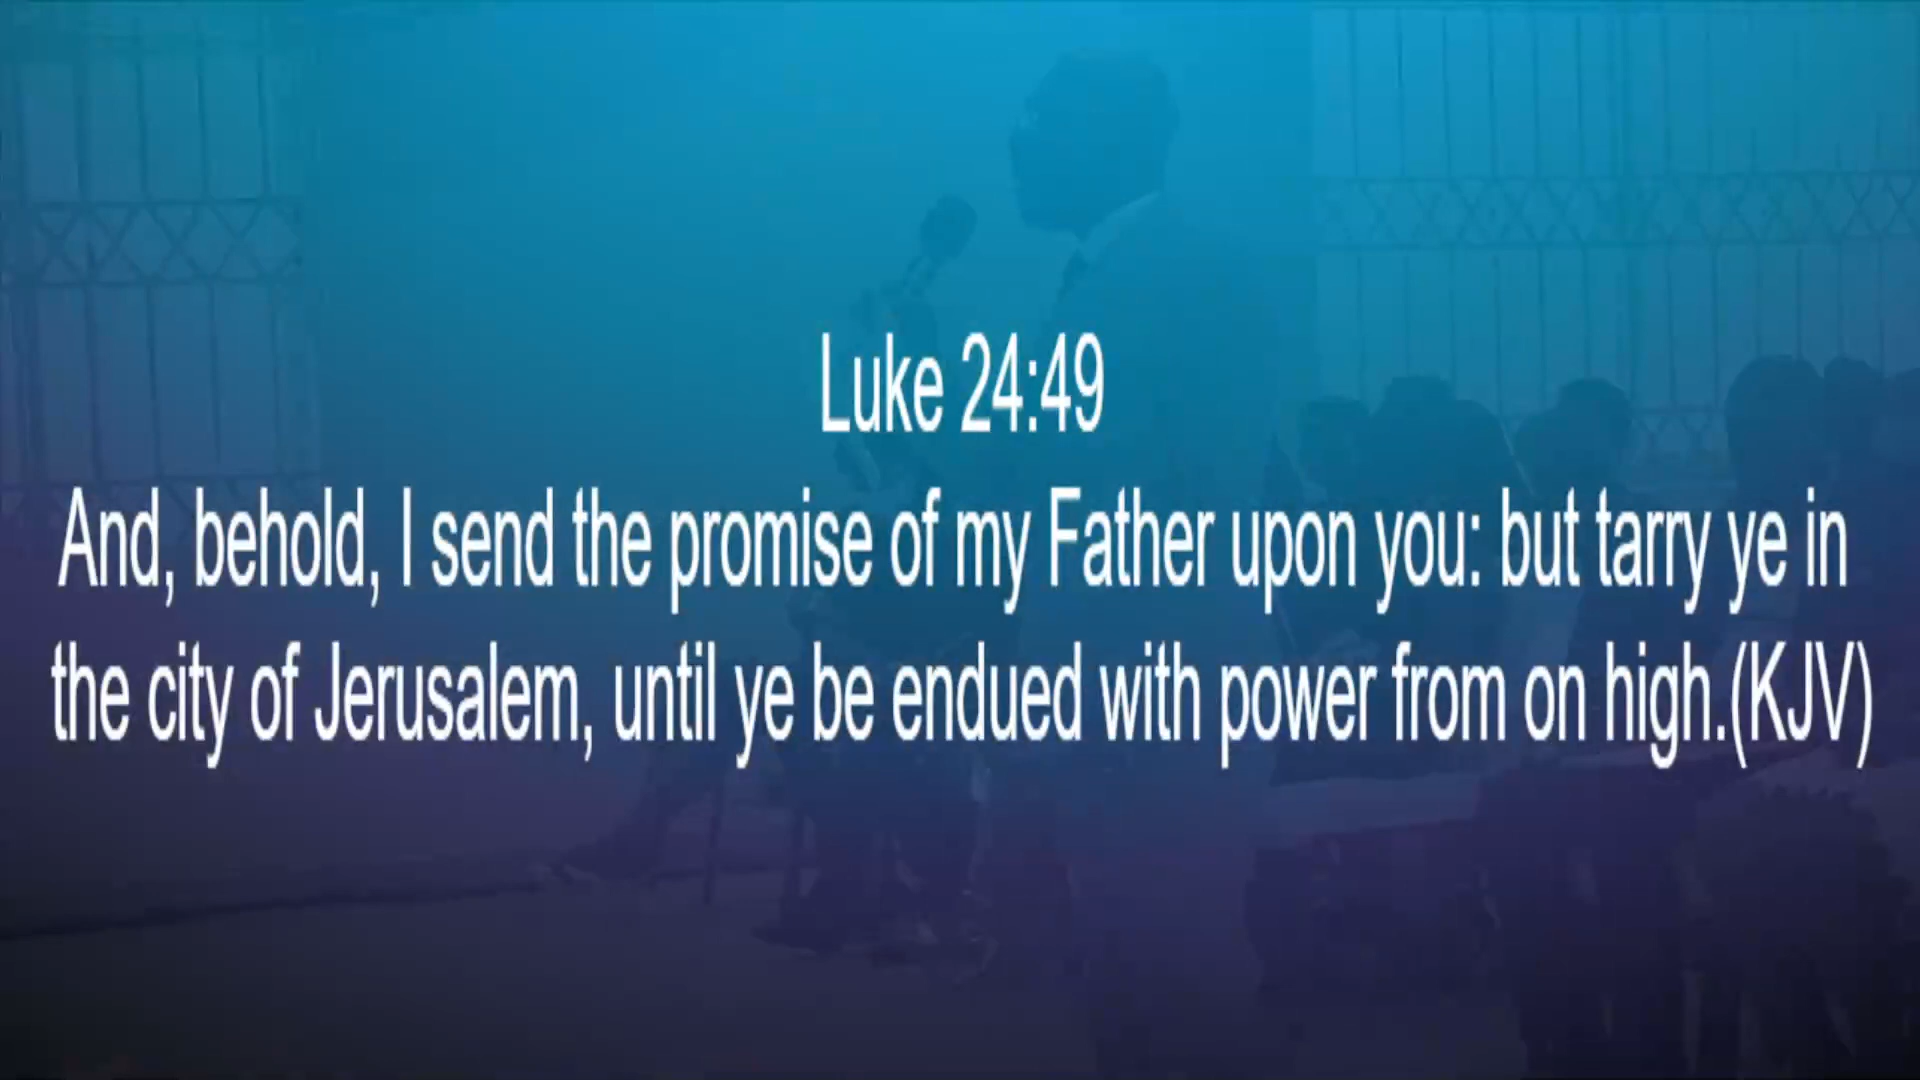 Luke 24:49
And, behold, I send the promise of my Father upon you: but tarry ye in
the city of Jerusalem, until ye be endued with power from on high.(KJV)